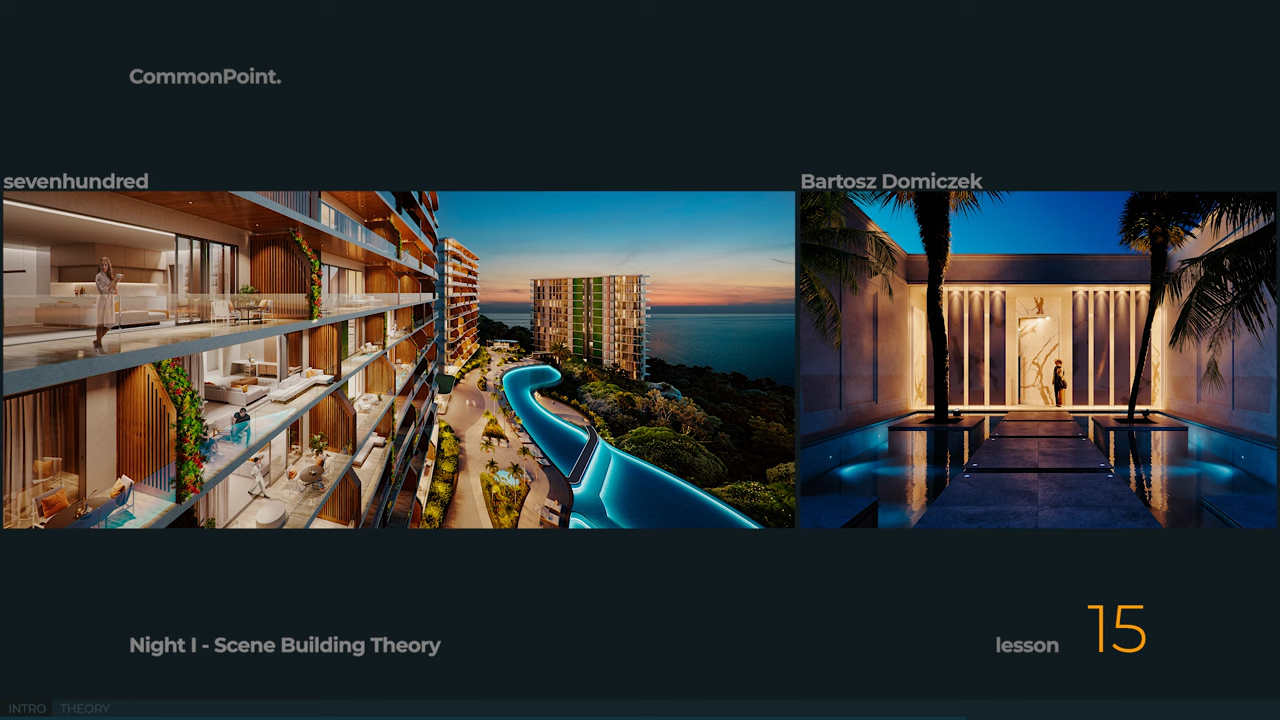 CommonPoint.
sevenhundred
Bartosz Domiczek
Night I - Scene Building Theory
lesson 15
INTRO THEORY